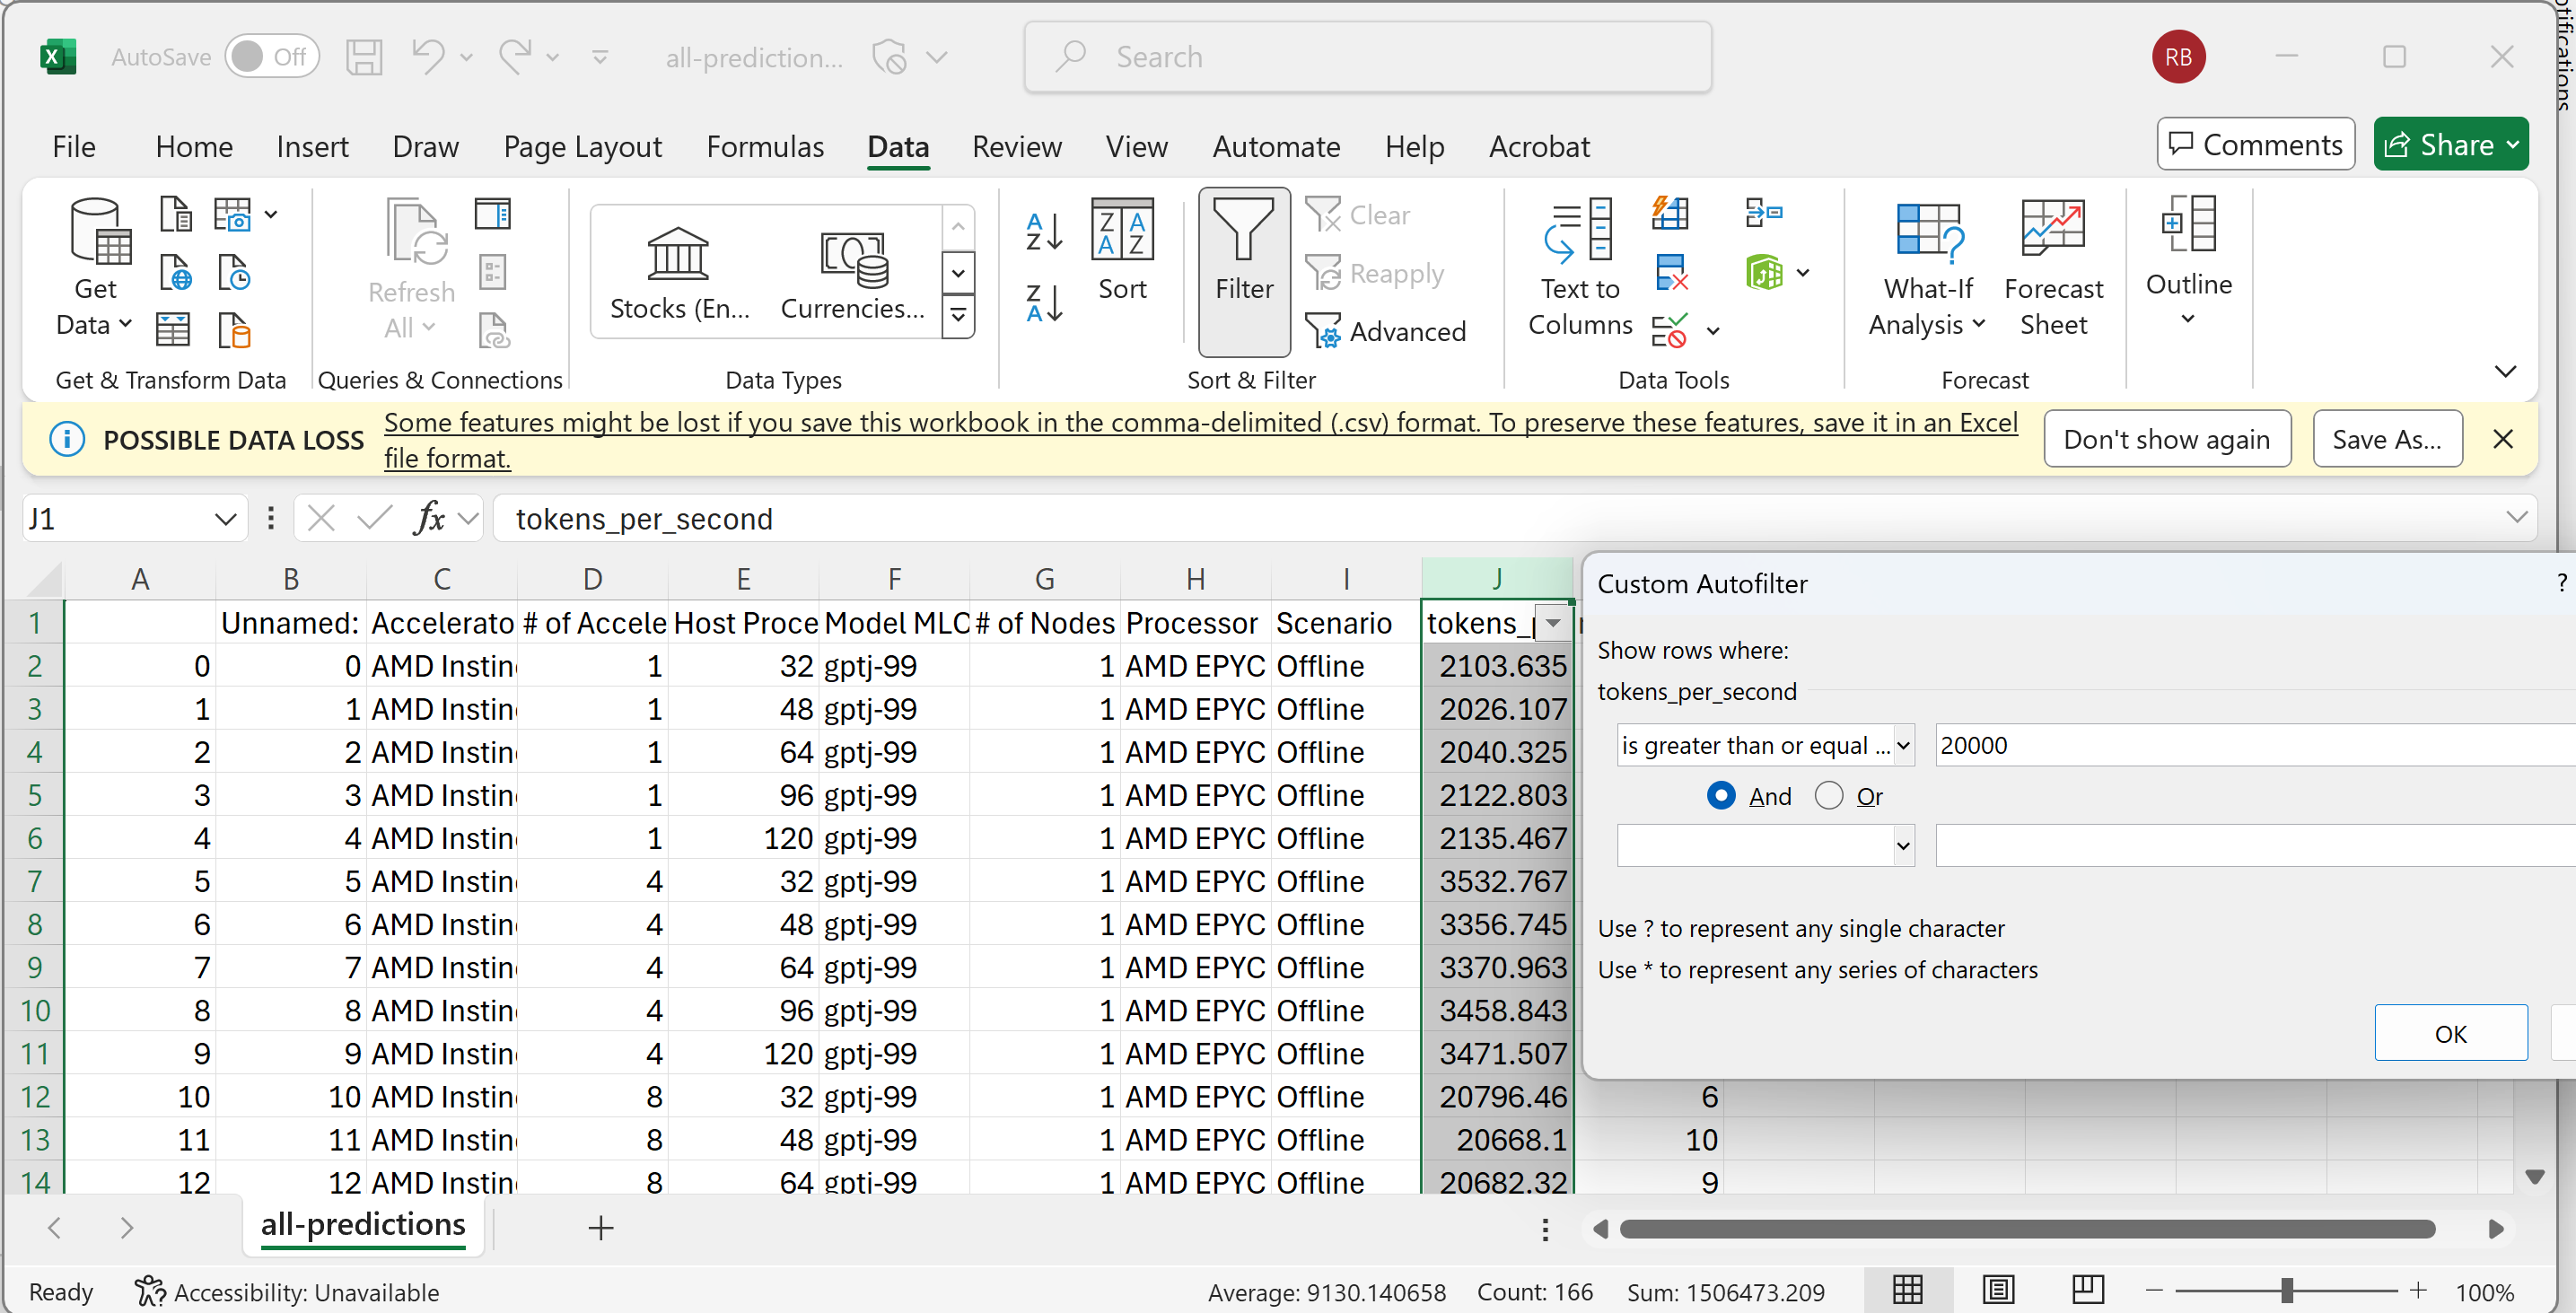 AutoSave Off all-prediction... Search RB
File Home Insert Draw Page Layout Formulas Data Review View Automate Help Acrobat Comments Share
Get Data
Get & Transform Data
Refresh All
Queries & Connections
Stocks (En... Currencies...
Data Types
Sort
Filter
Clear
Reapply
Advanced
Sort & Filter
Text to Columns
Data Tools
What-If Analysis
Forecast Sheet
Forecast
Outline
POSSIBLE DATA LOSS Some features might be lost if you save this workbook in the comma-delimited (.csv) format. To preserve these features, save it in an Excel
file format.
Don't show again Save As...
J1 fx tokens_per_second
A B C D E F G H I J
1 Unnamed: Accelerato # of Accele Host Proce Model MLC # of Nodes Processor Scenario tokens_p
2 0 0 AMD Instin 1 32 gptj-99 1 AMD EPYC Offline 2103.635
3 1 1 AMD Instin 1 48 gptj-99 1 AMD EPYC Offline 2026.107
4 2 2 AMD Instin 1 64 gptj-99 1 AMD EPYC Offline 2040.325
5 3 3 AMD Instin 1 96 gptj-99 1 AMD EPYC Offline 2122.803
6 4 4 AMD Instin 1 120 gptj-99 1 AMD EPYC Offline 2135.467
7 5 5 AMD Instin 4 32 gptj-99 1 AMD EPYC Offline 3532.767
8 6 6 AMD Instin 4 48 gptj-99 1 AMD EPYC Offline 3356.745
9 7 7 AMD Instin 4 64 gptj-99 1 AMD EPYC Offline 3370.963
10 8 8 AMD Instin 4 96 gptj-99 1 AMD EPYC Offline 3458.843
11 9 9 AMD Instin 4 120 gptj-99 1 AMD EPYC Offline 3471.507
12 10 10 AMD Instin 8 32 gptj-99 1 AMD EPYC Offline 20796.46 6
13 11 11 AMD Instin 8 48 gptj-99 1 AMD EPYC Offline 20668.1 10
14 12 12 AMD Instin 8 64 gptj-99 1 AMD EPYC Offline 20682.32 9
Custom Autofilter ?
Show rows where:
tokens_per_second
is greater than or equal ... 20000
And Or
Use ? to represent any single character
Use * to represent any series of characters
OK
all-predictions
Ready Accessibility: Unavailable Average: 9130.140658 Count: 166 Sum: 1506473.209 100%